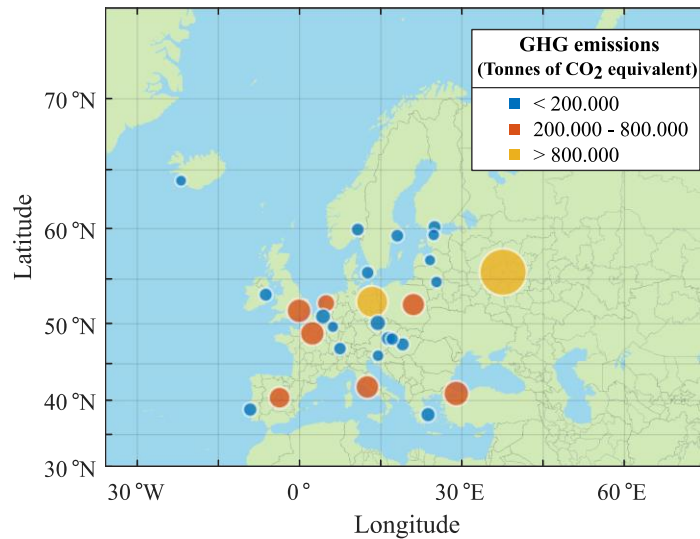 GHG emissions
(Tonnes of CO2 equivalent)
< 200.000
200.000 - 800.000
> 800.000
70 °N
60 °N
50 °N
40 °N
30 °N
Latitude
30 °W
0 °
30 °E
60 °E
Longitude